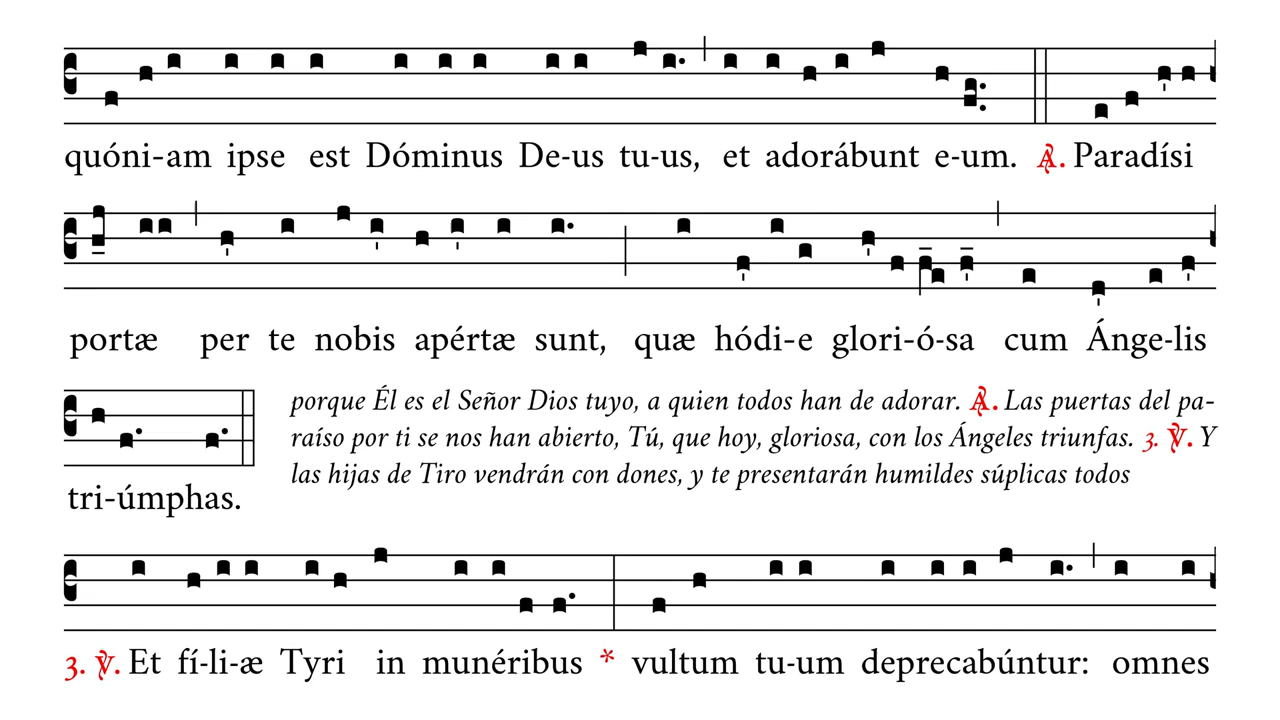 quóni-am ipse est Dóminus De-us tu-us, et adorábunt e-um. ℟. Paradísi
portæ per te nobis apértæ sunt, quæ hódi-e glori-ó-sa cum Ánge-lis
tri-úmphas.
porque Él es el Señor Dios tuyo, a quien todos han de adorar. ℟. Las puertas del pa-
raíso por ti se nos han abierto, Tú, que hoy, gloriosa, con los Ángeles triunfas. 3. ℣. Y
las hijas de Tiro vendrán con dones, y te presentarán humildes súplicas todos
3. ℣. Et fí-li-æ Tyri in munéribus * vultum tu-um deprecabúntur: omnes